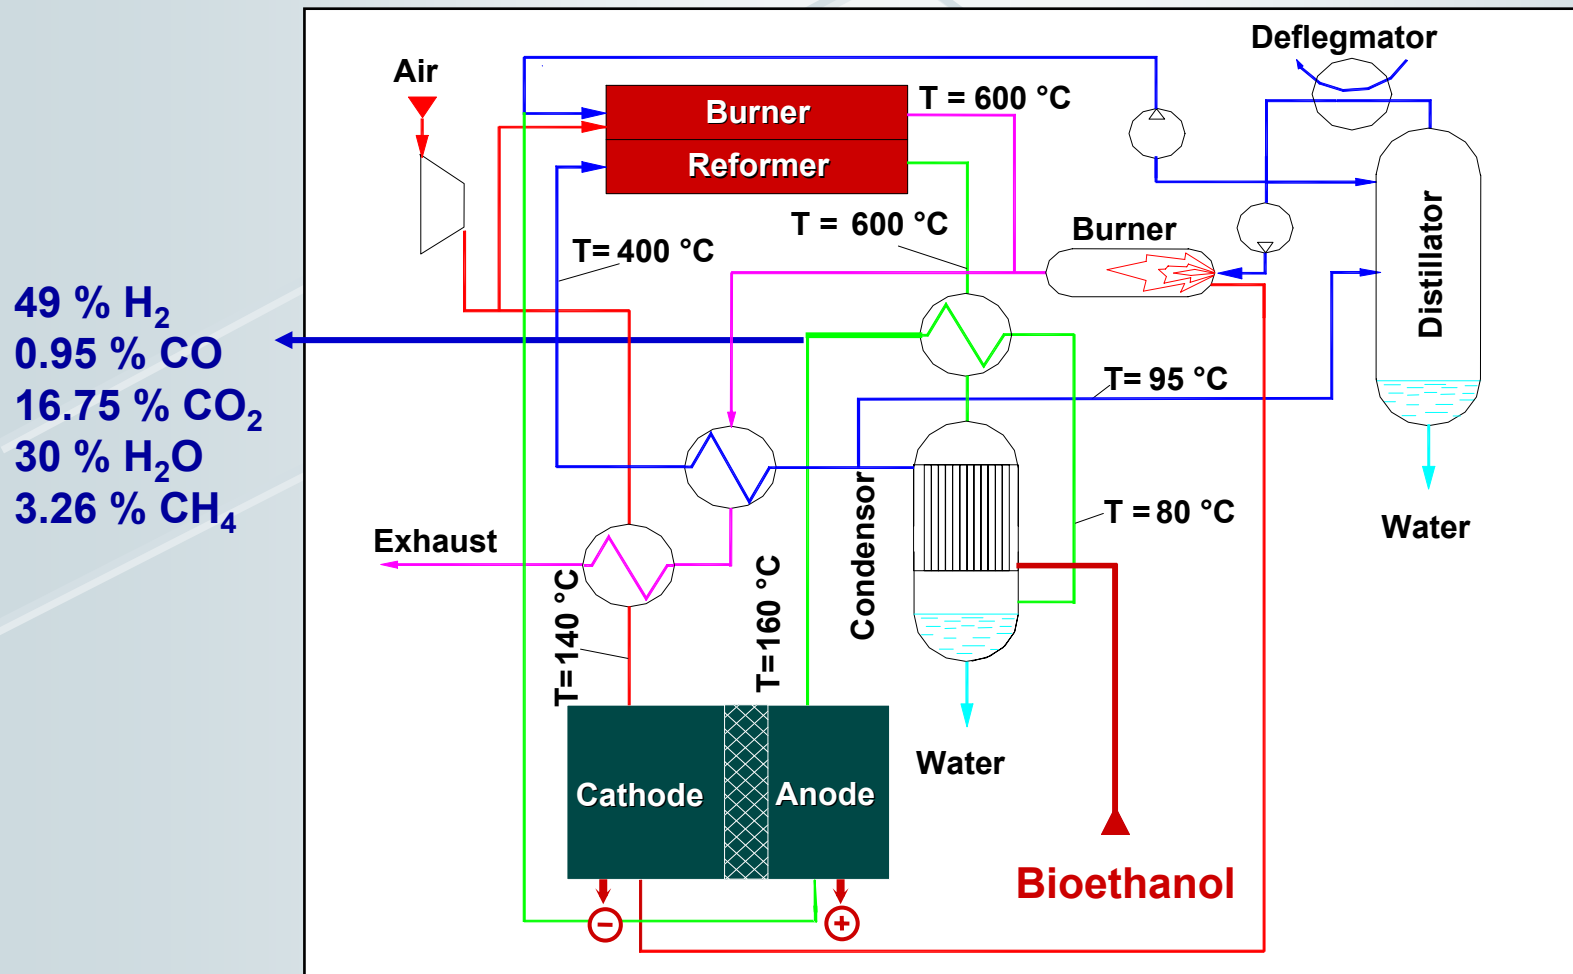 Deflegmator
Air
T = 600 °C
Burner
Reformer
T = 600 °C
Burner
T= 400 °C
Distillator
49 % H₂
0.95 % CO
16.75 % CO₂
30 % H₂O
3.26 % CH₄
T= 95 °C
Condensor
T = 80 °C
Water
Exhaust
T=140 °C
T=160 °C
Water
Cathode
Anode
Bioethanol
−
+